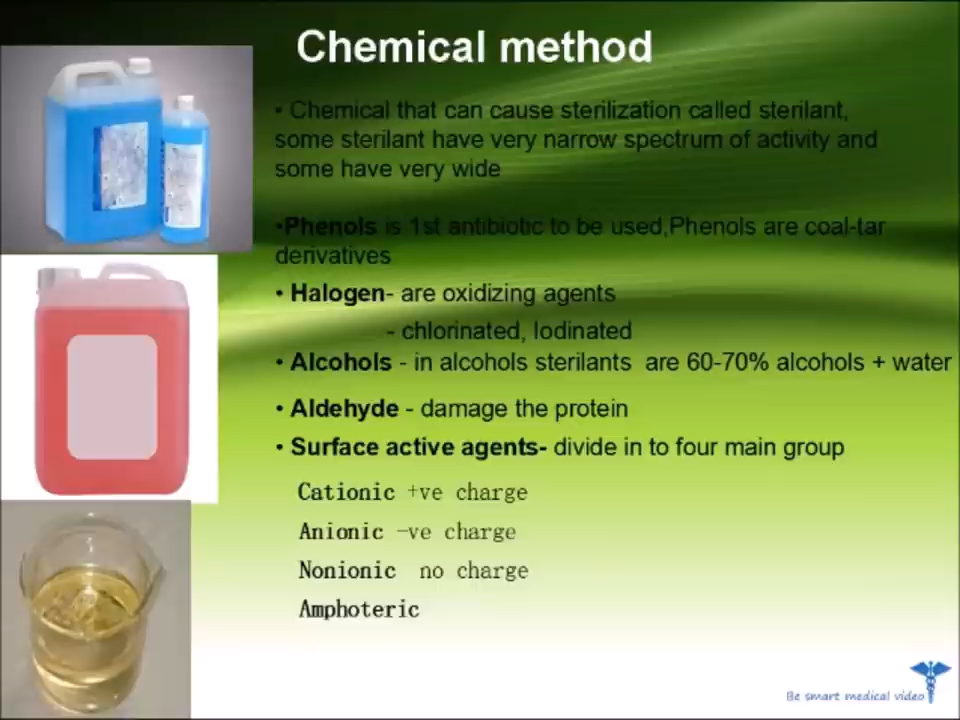 Chemical method
• Chemical that can cause sterilization called sterilant,
some sterilant have very narrow spectrum of activity and
some have very wide
•Phenols is 1st antibiotic to be used,Phenols are coal-tar
derivatives
• Halogen- are oxidizing agents
- chlorinated, Iodinated
• Alcohols - in alcohols sterilants are 60-70% alcohols + water
• Aldehyde - damage the protein
• Surface active agents- divide in to four main group
Cationic +ve charge
Anionic -ve charge
Nonionic no charge
Amphoteric
Be smart medical video